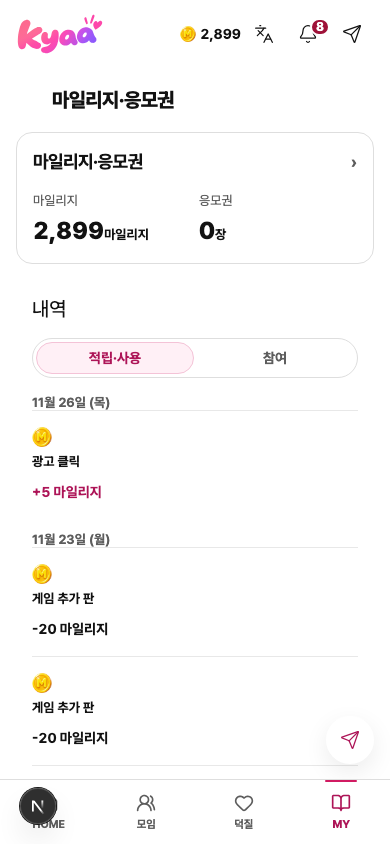 kyaa
2,899
8
마일리지·응모권
마일리지·응모권
마일리지
응모권
2,899마일리지
0장
내역
적립·사용
참여
11월 26일 (목)
광고 클릭
+5 마일리지
11월 23일 (월)
게임 추가 판
-20 마일리지
게임 추가 판
-20 마일리지
N
HOME
모임
덕질
MY